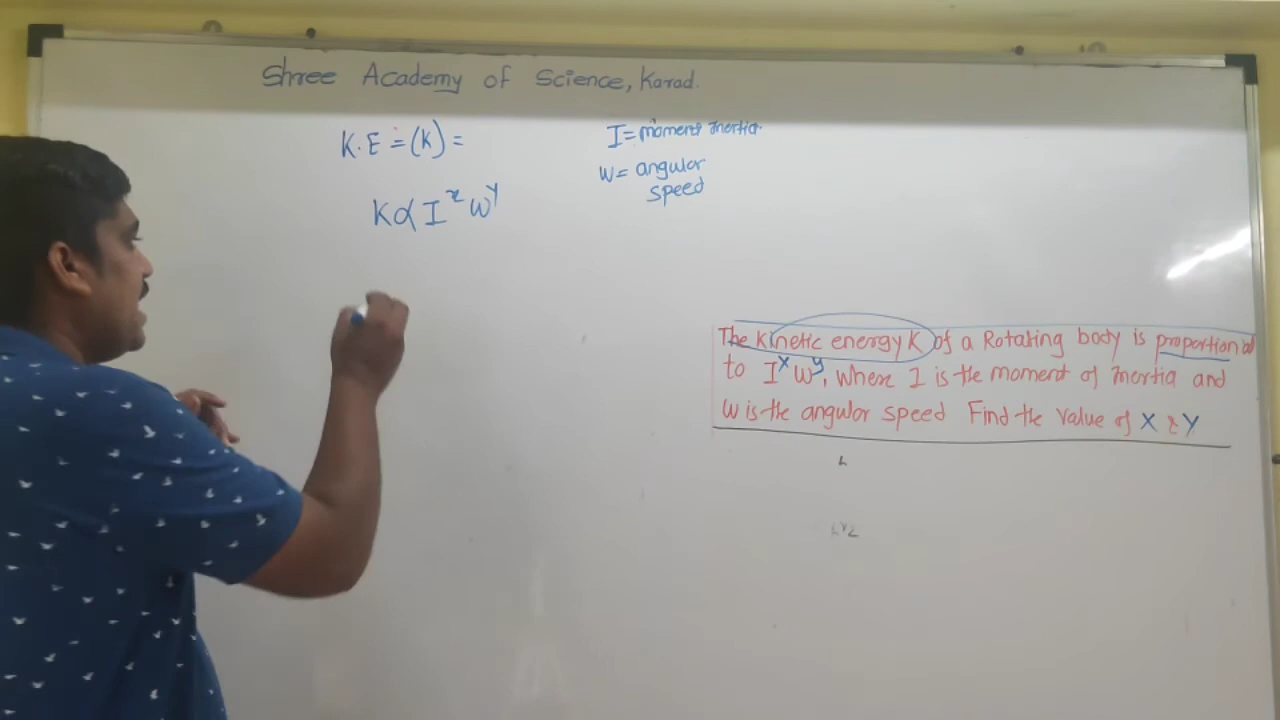 Shree Academy of Science, Karad.
K.E = (K) =
I = moment Inertia.
W = angular
speed
K ∝ I^x W^y
The Kinetic energy K of a Rotating body is proportional
to I^x W^y, where I is the moment of Inertia and
W is the angular speed Find the value of X & Y